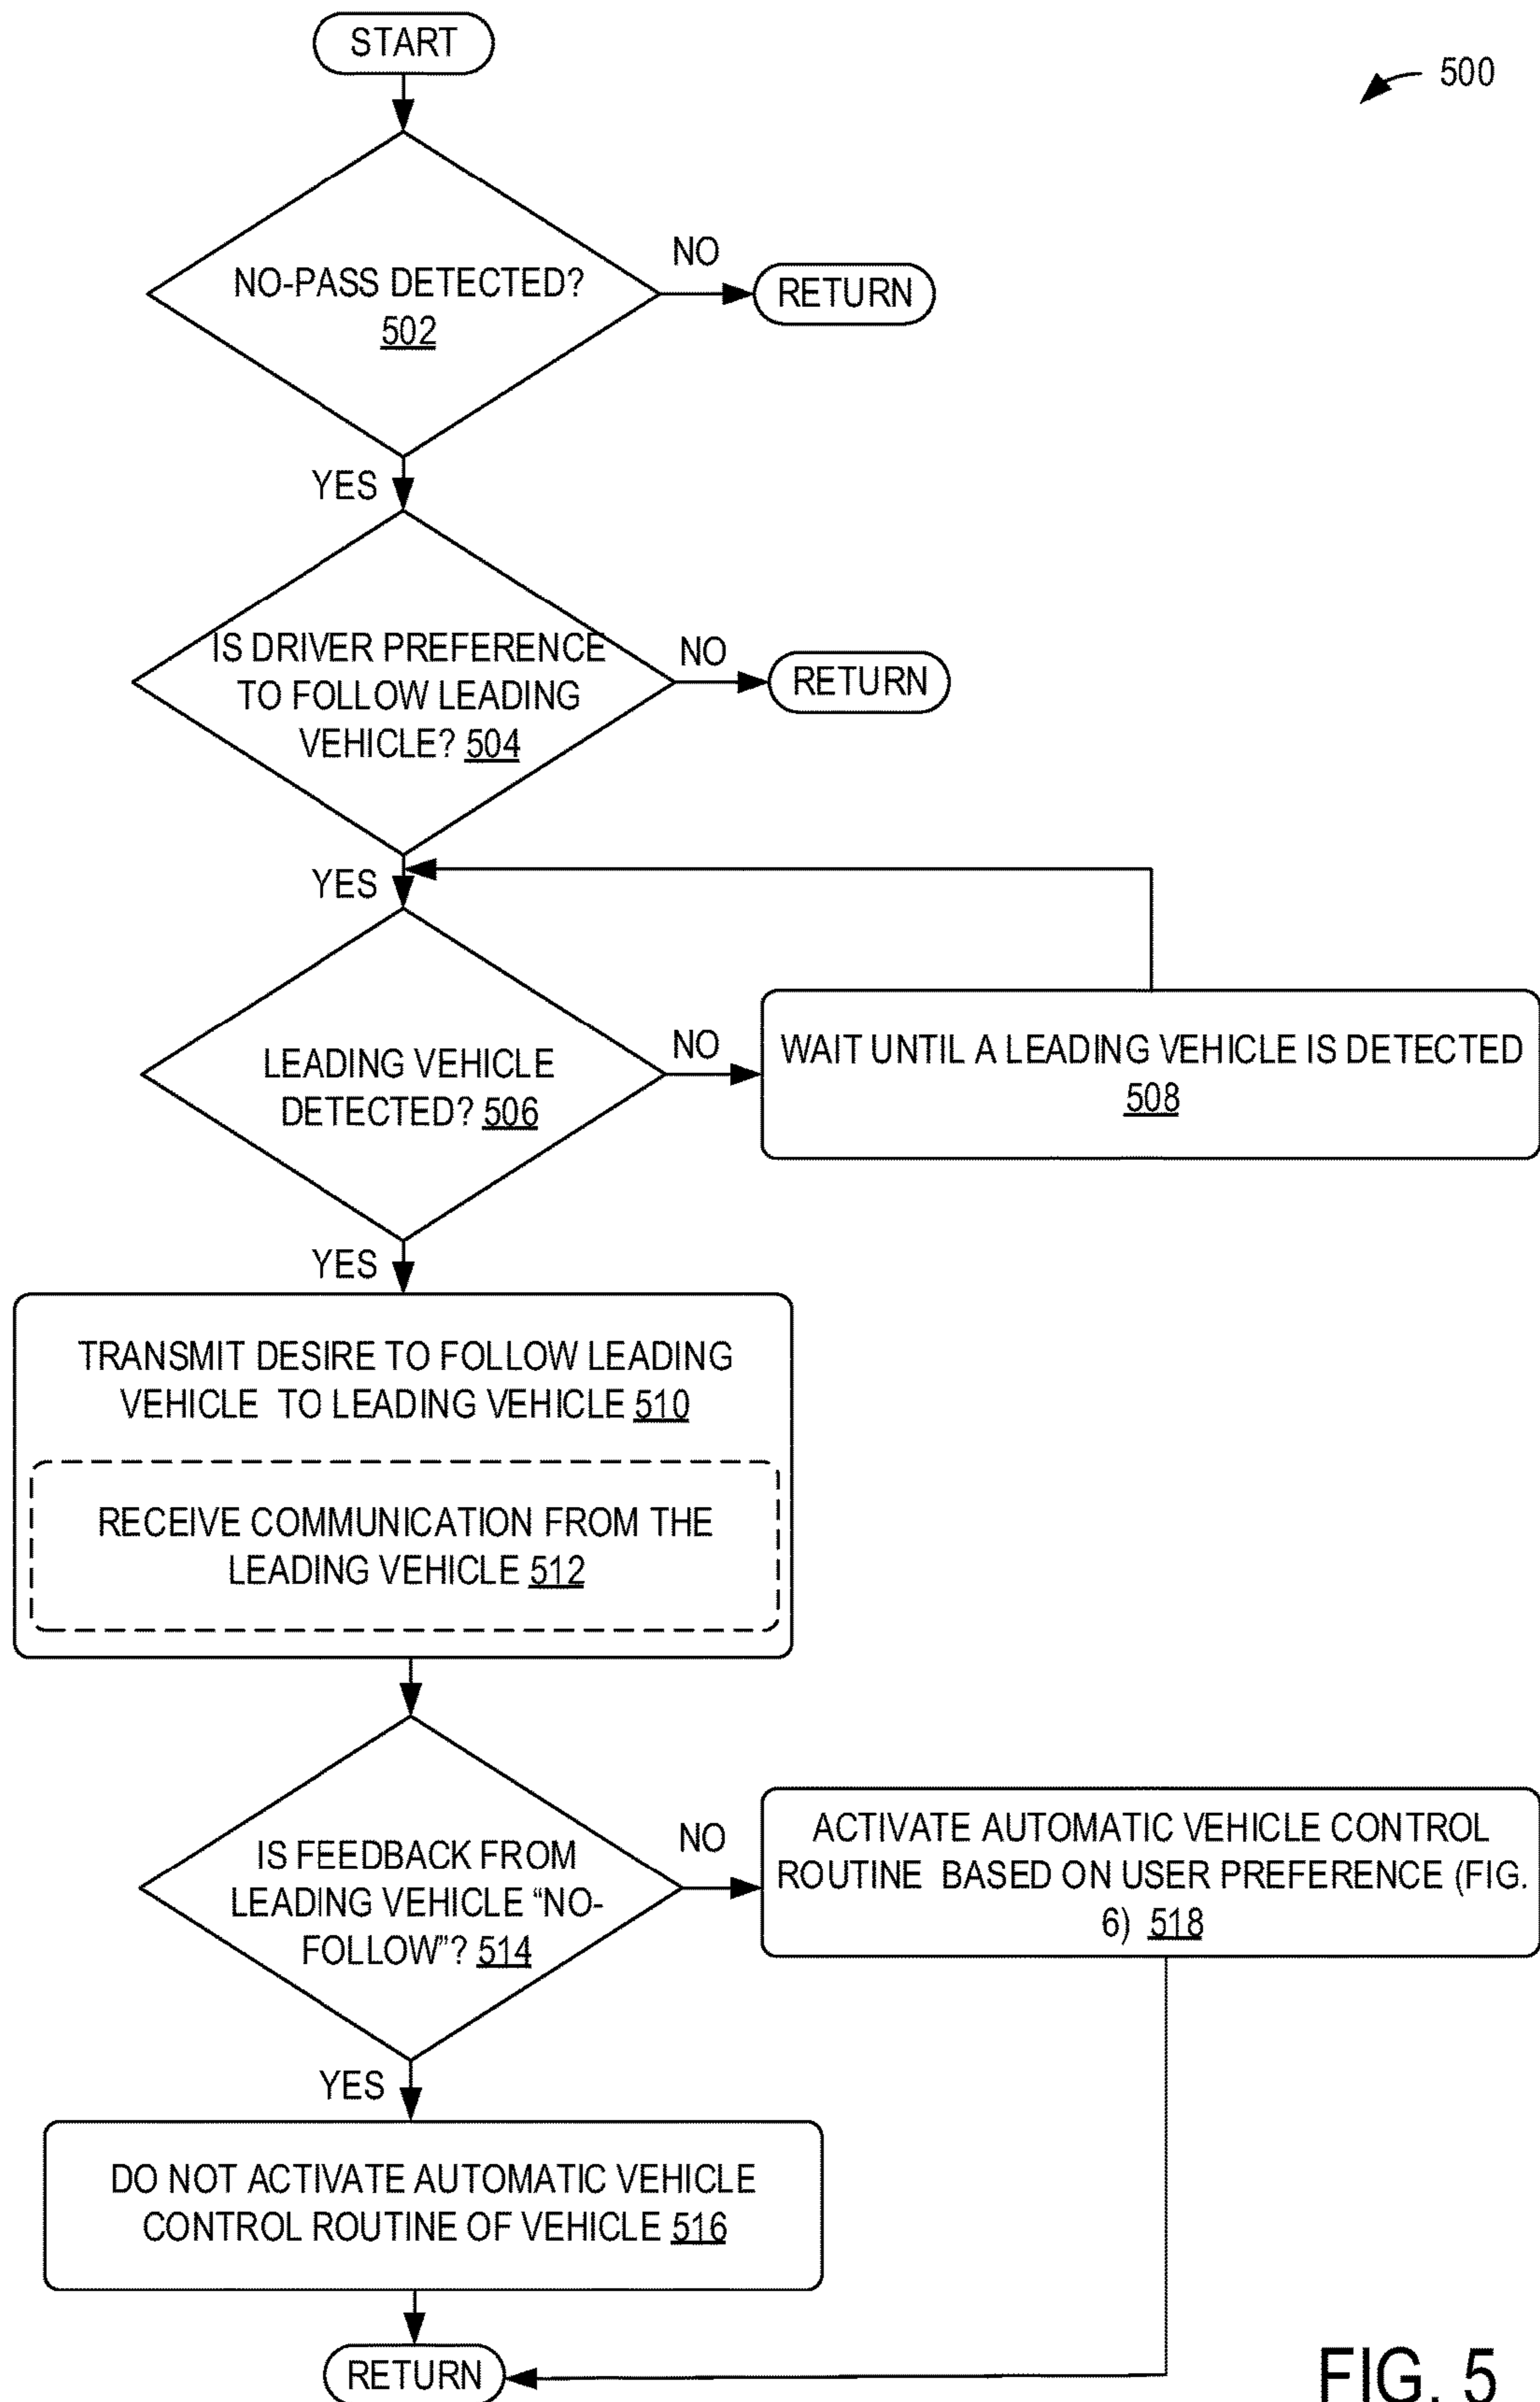 START
500
NO-PASS DETECTED?
502
NO
RETURN
YES
IS DRIVER PREFERENCE
TO FOLLOW LEADING
VEHICLE? 504
NO
RETURN
YES
LEADING VEHICLE
DETECTED? 506
NO
WAIT UNTIL A LEADING VEHICLE IS DETECTED
508
YES
TRANSMIT DESIRE TO FOLLOW LEADING
VEHICLE TO LEADING VEHICLE 510
RECEIVE COMMUNICATION FROM THE
LEADING VEHICLE 512
IS FEEDBACK FROM
LEADING VEHICLE “NO-
FOLLOW”? 514
NO
ACTIVATE AUTOMATIC VEHICLE CONTROL
ROUTINE BASED ON USER PREFERENCE (FIG.
6) 518
YES
DO NOT ACTIVATE AUTOMATIC VEHICLE
CONTROL ROUTINE OF VEHICLE 516
RETURN
FIG. 5